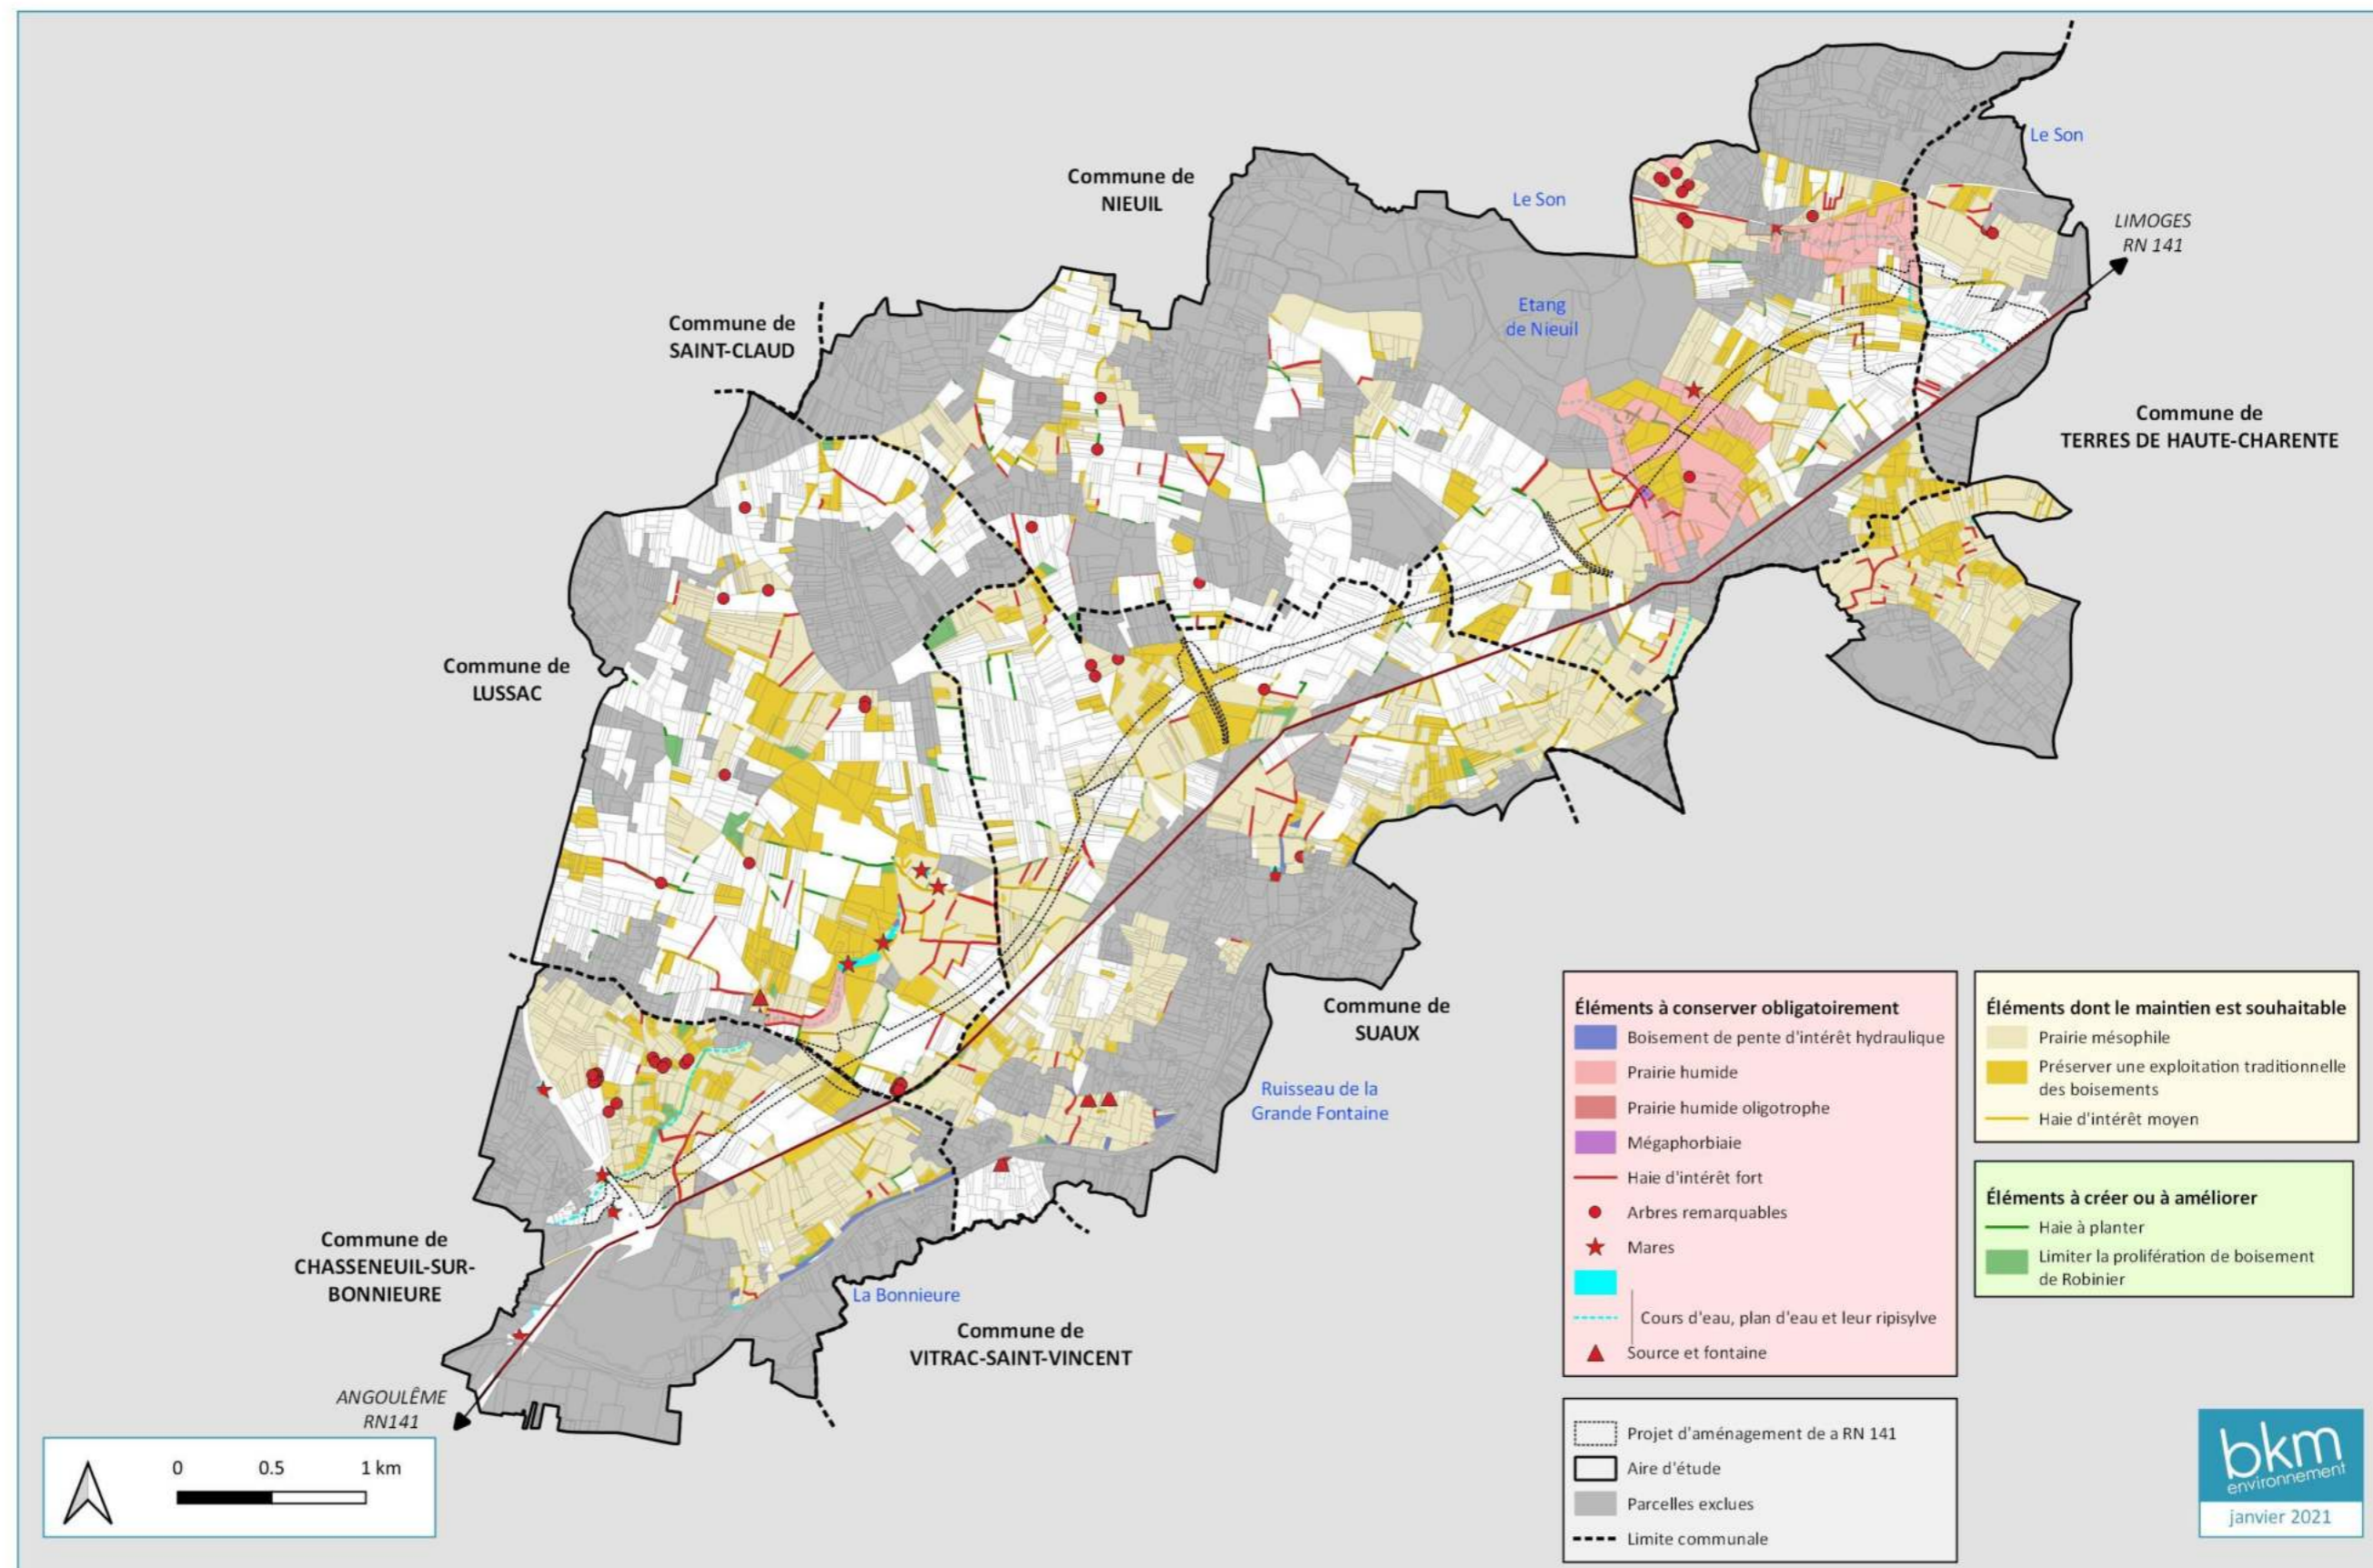 Commune de
NIEUIL
Le Son
Le Son
LIMOGES
RN 141
Etang
de Nieuil
Commune de
SAINT-CLAUD
Commune de
TERRES DE HAUTE-CHARENTE
Commune de
LUSSAC
Commune de
SUAUX
Ruisseau de la
Grande Fontaine
Commune de
CHASSENEUIL-SUR-
BONNIEURE
La Bonnieure
Commune de
VITRAC-SAINT-VINCENT
ANGOULÊME
RN141
0 0.5 1 km
Éléments à conserver obligatoirement
Boisement de pente d'intérêt hydraulique
Prairie humide
Prairie humide oligotrophe
Mégaphorbiaie
Haie d'intérêt fort
Arbres remarquables
Mares
Cours d'eau, plan d'eau et leur ripisylve
Source et fontaine
Éléments dont le maintien est souhaitable
Prairie mésophile
Préserver une exploitation traditionnelle
des boisements
Haie d'intérêt moyen
Éléments à créer ou à améliorer
Haie à planter
Limiter la prolifération de boisement
de Robinier
Projet d'aménagement de a RN 141
Aire d'étude
Parcelles exclues
Limite communale
bkm
environnement
janvier 2021